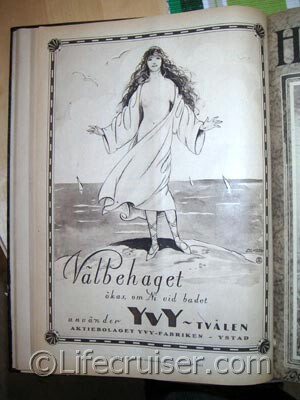 H
Välbehaget
ökas, om Ni vid badet
använder YvY-TVÅLEN
AKTIEBOLAGET YVY-FABRIKEN - YSTAD
©Lifecruiser.com